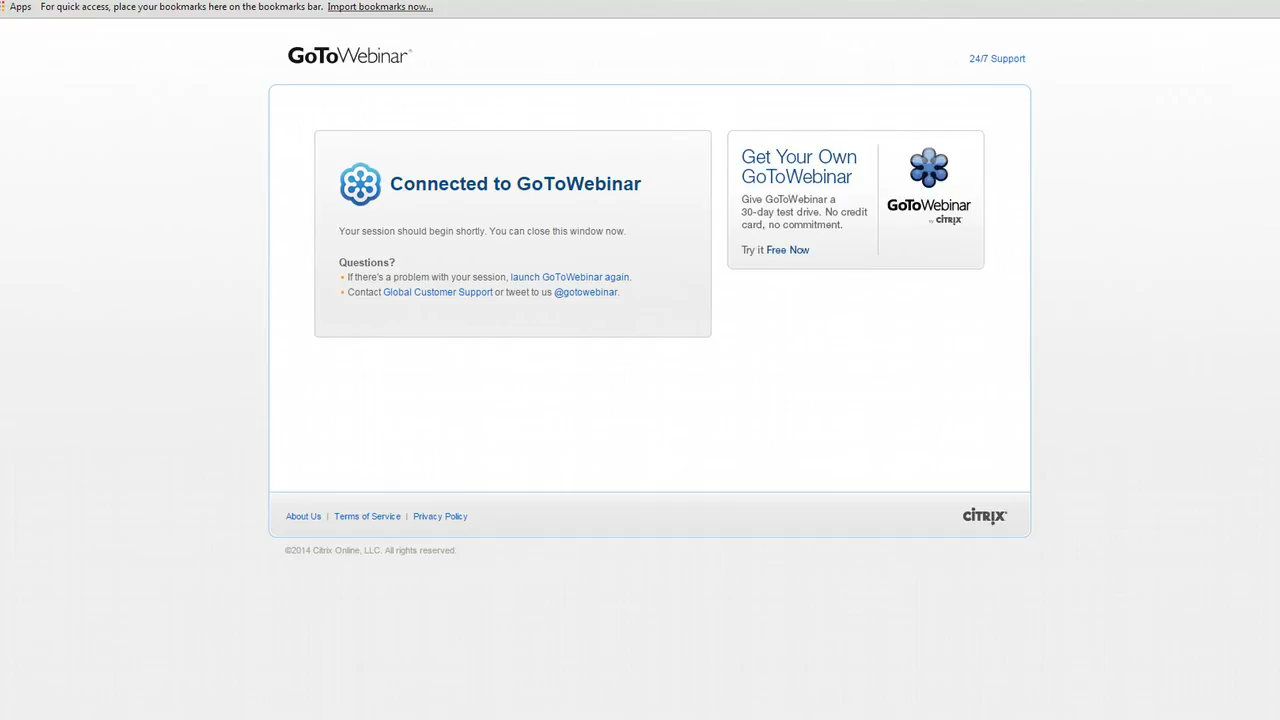 Apps For quick access, place your bookmarks here on the bookmarks bar. Import bookmarks now...
GoToWebinar®
24/7 Support
Connected to GoToWebinar
Your session should begin shortly. You can close this window now.
Questions?
• If there's a problem with your session, launch GoToWebinar again.
• Contact Global Customer Support or tweet to us @gotowebinar.
Get Your Own
GoToWebinar
Give GoToWebinar a
30-day test drive. No credit
card, no commitment.
Try it Free Now
GoToWebinar
by CITRIX
About Us | Terms of Service | Privacy Policy
CITRIX
©2014 Citrix Online, LLC. All rights reserved.